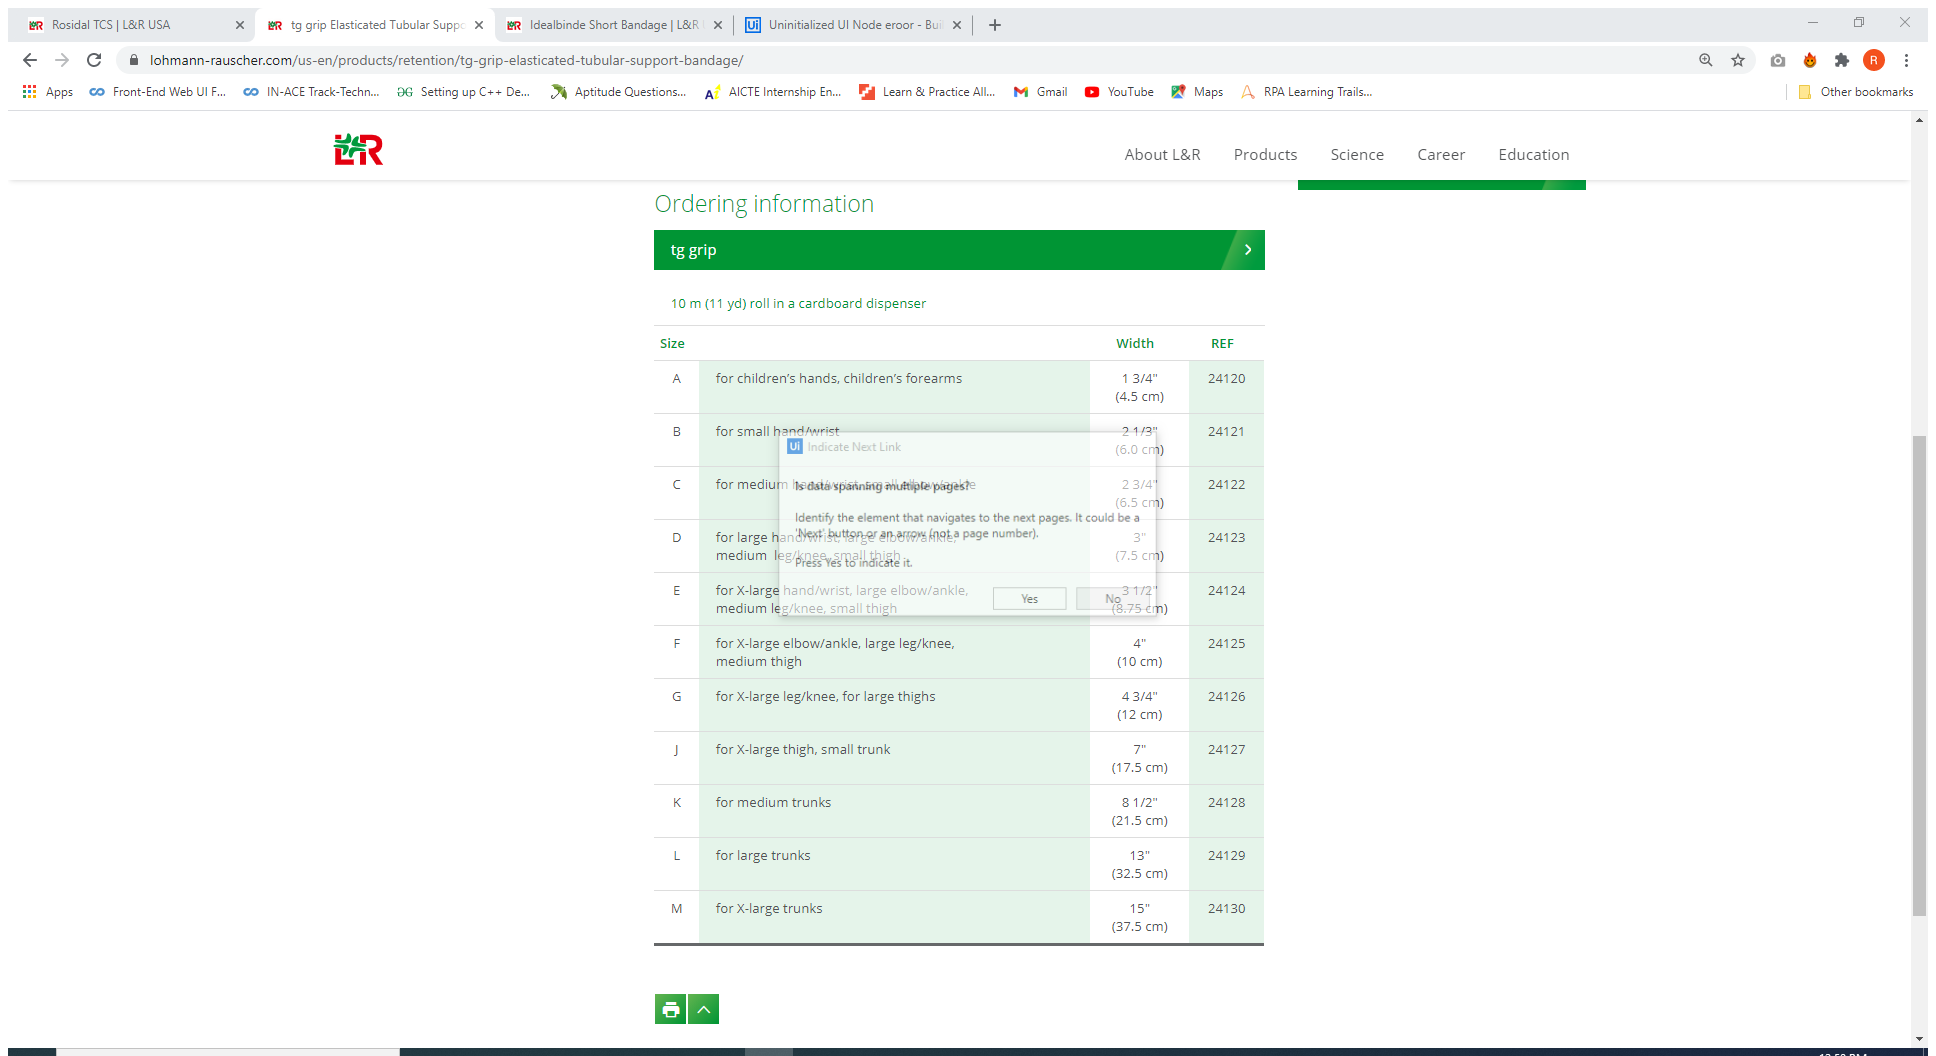 Rosidal TCS | L&R USA
tg grip Elasticated Tubular Suppo
Idealbinde Short Bandage | L&R U
Uninitialized UI Node eroor - Buil
lohmann-rauscher.com/us-en/products/retention/tg-grip-elasticated-tubular-support-bandage/
R
Apps
Front-End Web UI F...
IN-ACE Track-Techn...
Setting up C++ De...
Aptitude Questions...
AICTE Internship En...
Learn & Practice All...
Gmail
YouTube
Maps
RPA Learning Trails...
Other bookmarks
L&R
About L&R
Products
Science
Career
Education
Ordering information
tg grip
10 m (11 yd) roll in a cardboard dispenser
Size Width REF
A for children’s hands, children’s forearms 1 3/4" 24120
(4.5 cm)
B for small hand/wrist 2 1/3" 24121
(6.0 cm)
C for medium hand/wrist, small elbow/ankle 2 3/4" 24122
(6.5 cm)
D for large hand/wrist, large elbow/ankle, 3" 24123
medium leg/knee, small thigh (7.5 cm)
E for X-large hand/wrist, large elbow/ankle, 3 1/2" 24124
medium leg/knee, small thigh (8.75 cm)
F for X-large elbow/ankle, large leg/knee, 4" 24125
medium thigh (10 cm)
G for X-large leg/knee, for large thighs 4 3/4" 24126
(12 cm)
J for X-large thigh, small trunk 7" 24127
(17.5 cm)
K for medium trunks 8 1/2" 24128
(21.5 cm)
L for large trunks 13" 24129
(32.5 cm)
M for X-large trunks 15" 24130
(37.5 cm)
Ui Indicate Next Link
Is data spanning multiple pages?
Identify the element that navigates to the next pages. It could be a
'Next' button or an arrow (not a page number).
Press Yes to indicate it.
Yes
No